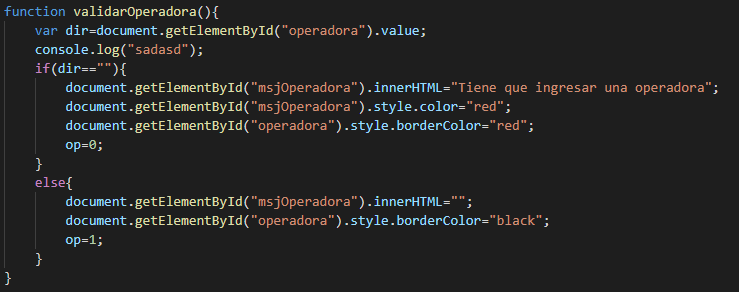 function validarOperadora(){
    var dir=document.getElementById("operadora").value;
    console.log("sadasd");
    if(dir==""){
        document.getElementById("msjOperadora").innerHTML="Tiene que ingresar una operadora";
        document.getElementById("msjOperadora").style.color="red";
        document.getElementById("operadora").style.borderColor="red";
        op=0;
    }
    else{
        document.getElementById("msjOperadora").innerHTML="";
        document.getElementById("operadora").style.borderColor="black";
        op=1;
    }
}